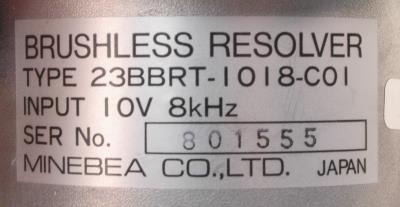 BRUSHLESS RESOLVER
TYPE 23BBRT-1018-C01
INPUT 10V 8kHz
SER No. 801555
MINEBEA CO.,LTD. JAPAN